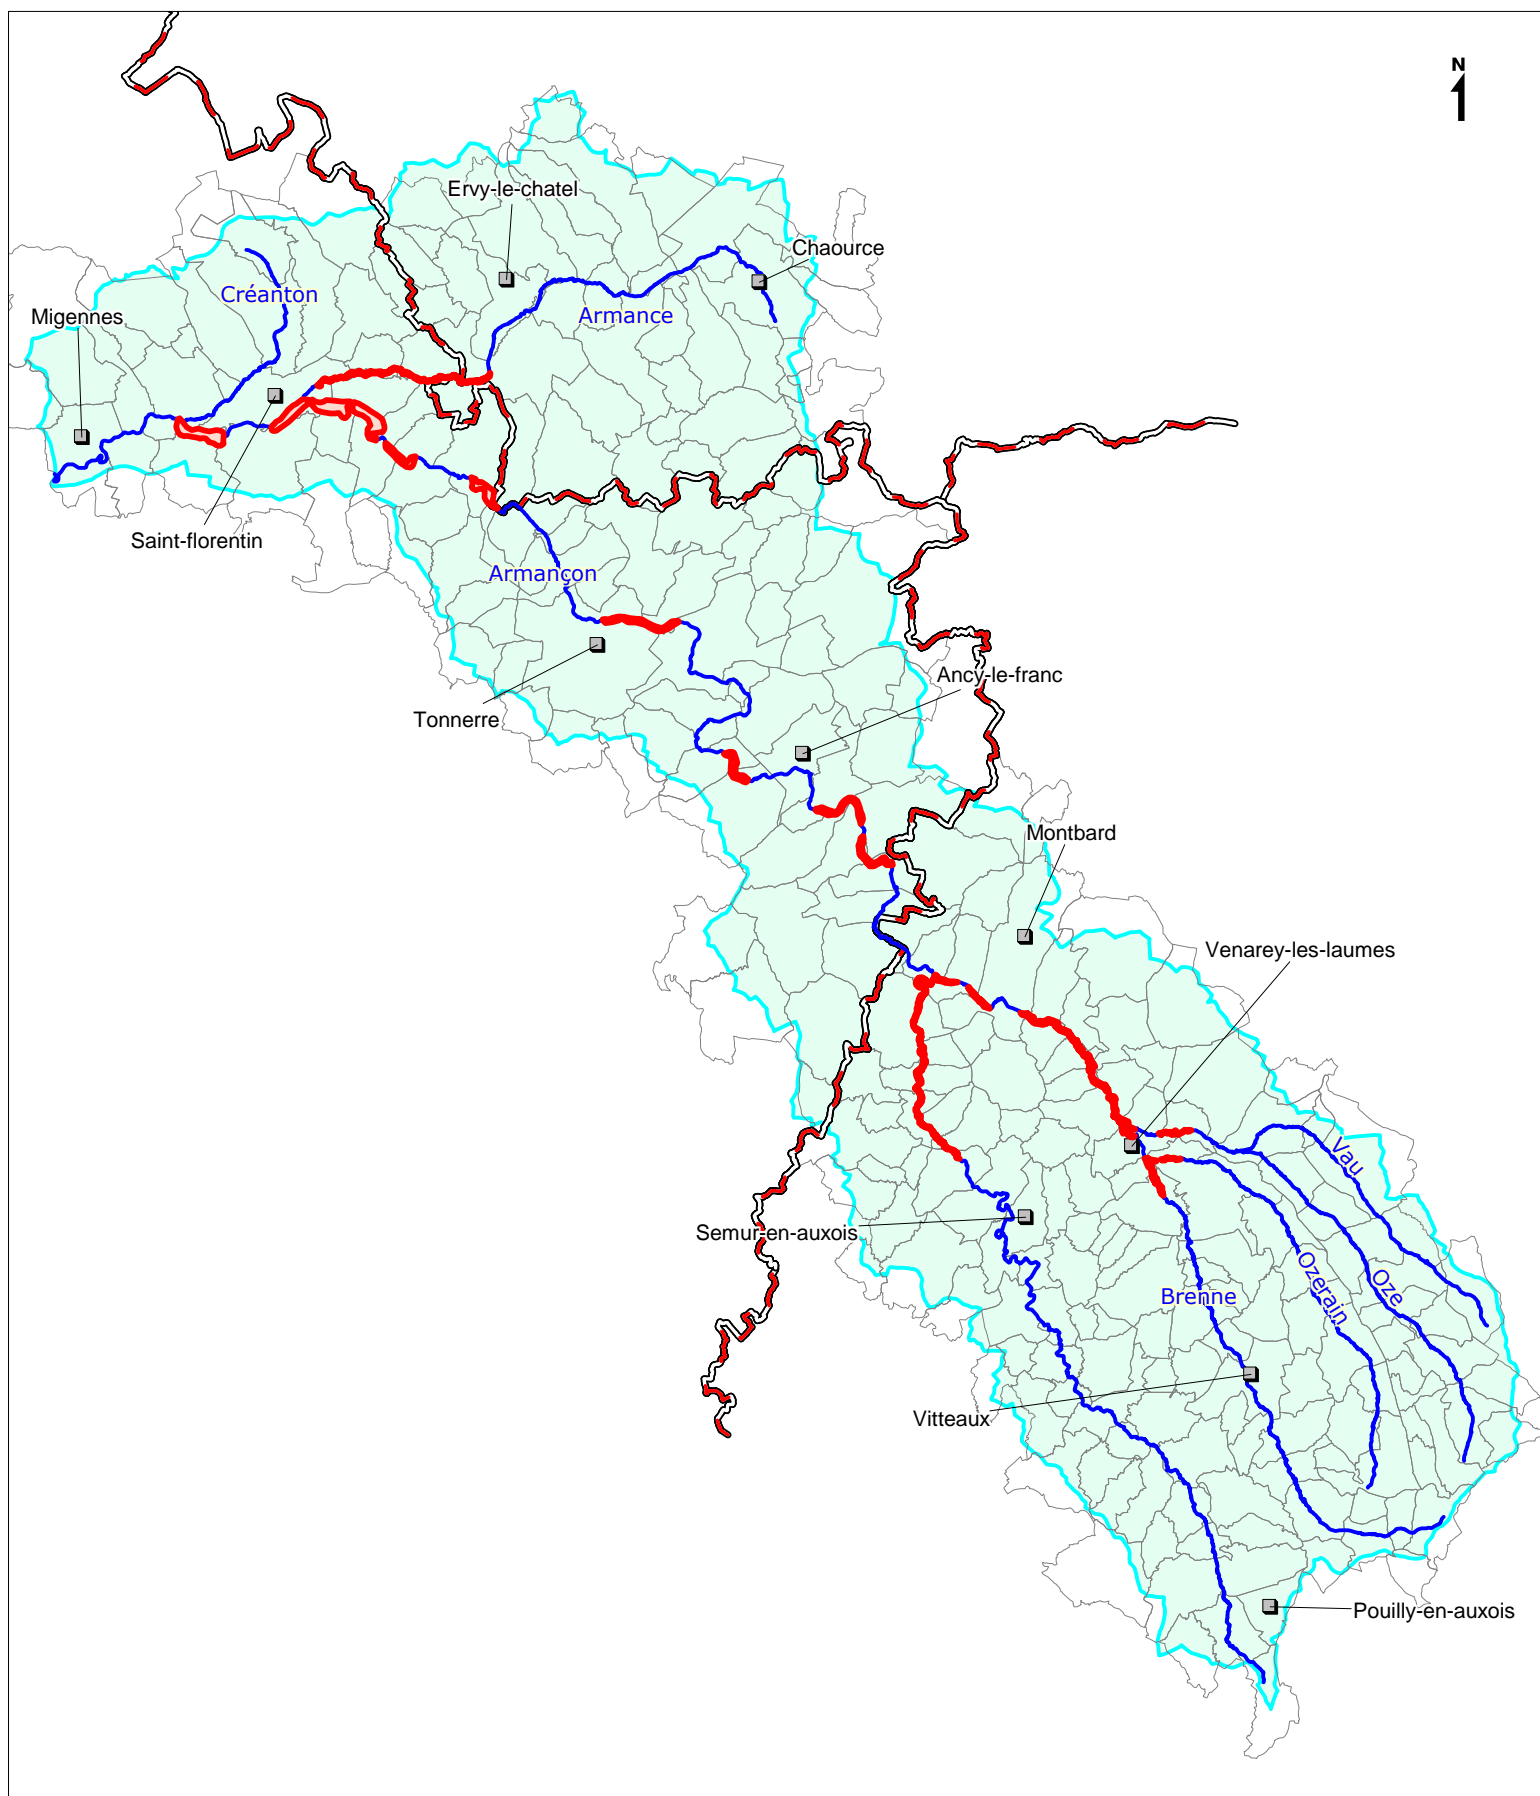 N
Ervy-le-chatel
Chaource
Créanton
Armance
Migennes
Saint-florentin
Armançon
Ancy-le-franc
Tonnerre
Montbard
Venarey-les-laumes
Vau
Semur-en-auxois
Ozerain
Oze
Brenne
Vitteaux
Pouilly-en-auxois